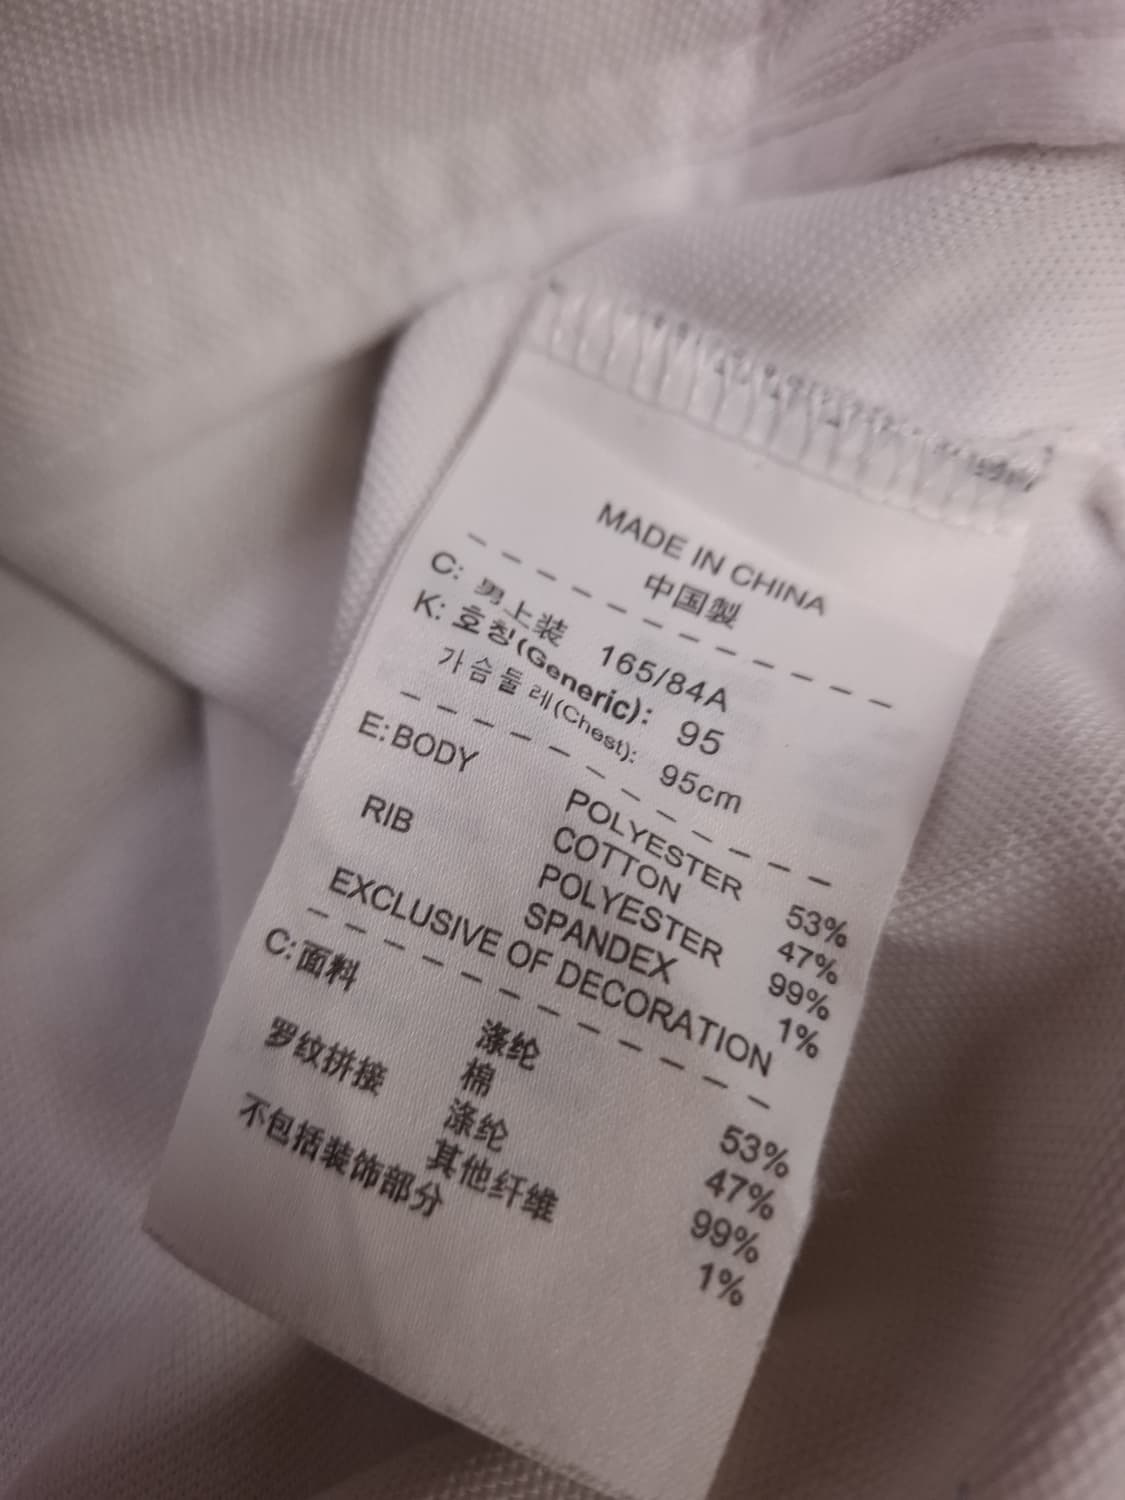 MADE IN CHINA
中国製
C: 男上装 165/84A
K: 호칭(Generic): 95
가슴둘레(Chest): 95cm
E: BODY POLYESTER 53%
COTTON 47%
RIB POLYESTER 99%
SPANDEX 1%
EXCLUSIVE OF DECORATION
C: 面料 涤纶 53%
棉 47%
罗纹拼接 涤纶 99%
其他纤维 1%
不包括装饰部分